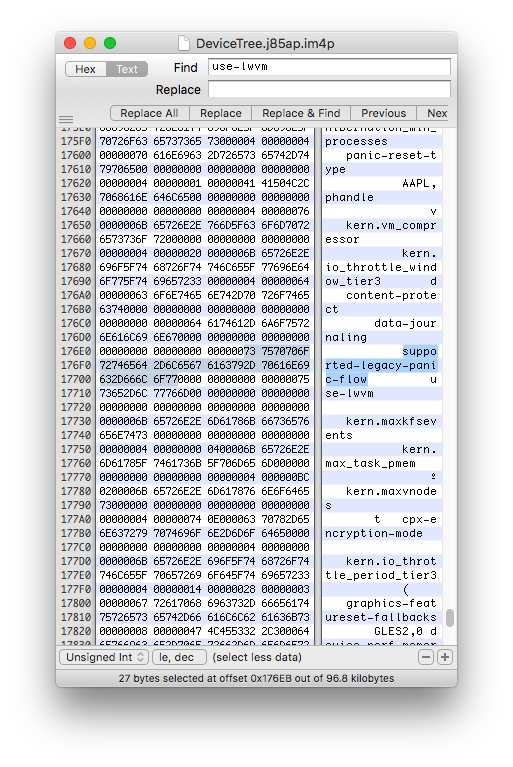 DeviceTree.j85ap.im4p
Hex Text Find use-lwvm
Replace
Replace All Replace Replace & Find Previous Nex
175F0 70726F63 65737365 73000004 00000004 processes
17600 00000070 616E6963 2D726573 65742D74 panic-reset-t
17610 79706500 00000000 00000000 00000000 ype
17620 00000004 00000001 00000041 41504C2C AAPL,
17630 7068616E 646C6500 00000000 00000000 phandle
17640 00000000 00000000 00000004 00000076 v
17650 0000006B 65726E2E 766D5F63 6F6D7072 kern.vm_compr
17660 6573736F 72000000 00000000 00000000 essor
17670 00000004 00000020 0000006B 65726E2E kern.
17680 696F5F74 68726F74 746C655F 77696E64 io_throttle_wind
17690 6F775F74 69657233 00000004 00000064 ow_tier3 d
176A0 00000063 6F6E7465 6E742D70 726F7465 content-prote
176B0 63740000 00000000 00000000 00000000 ct
176C0 00000000 00000064 6174612D 6A6F7572 data-jour
176D0 6E616C69 6E670000 00000000 00000000 naling
176E0 00000000 00000000 00000073 7570706F suppo
176F0 72746564 2D6C6567 6163792D 70616E69 rted-legacy-pani
17700 632D666C 6F770000 00000000 00000075 c-flow u
17710 73652D6C 77766D00 00000000 00000000 se-lwvm
17720 00000000 00000000 00000000 00000000
17730 0000006B 65726E2E 6D61786B 66736576 kern.maxkfsev
17740 656E7473 00000000 00000000 00000000 ents
17750 00000004 00000000 0400006B 65726E2E kern.
17760 6D61785F 7461736B 5F706D65 6D000000 max_task_pmem
17770 00000000 00000000 00000004 000000BC º
17780 0200006B 65726E2E 6D617876 6E6F6465 kern.maxvnode
17790 73000000 00000000 00000000 00000000 s
177A0 00000004 00000074 0E000063 70782D65 t cpx-e
177B0 6E637279 7074696F 6E2D6D6F 64650000 ncryption-mode
177C0 00000000 00000000 00000004 00000000
177D0 0000006B 65726E2E 696F5F74 68726F74 kern.io_throt
177E0 746C655F 70657269 6F645F74 69657233 tle_period_tier3
177F0 00000004 00000014 00000028 00000003 (
17800 00000067 72617068 6963732D 66656174 graphics-feat
17810 75726573 65742D66 616C6C62 61636B73 ureset-fallbacks
17820 00000008 00000047 4C455332 2C300064 GLES2,0 d
Unsigned Int le, dec (select less data)
27 bytes selected at offset 0x176EB out of 96.8 kilobytes